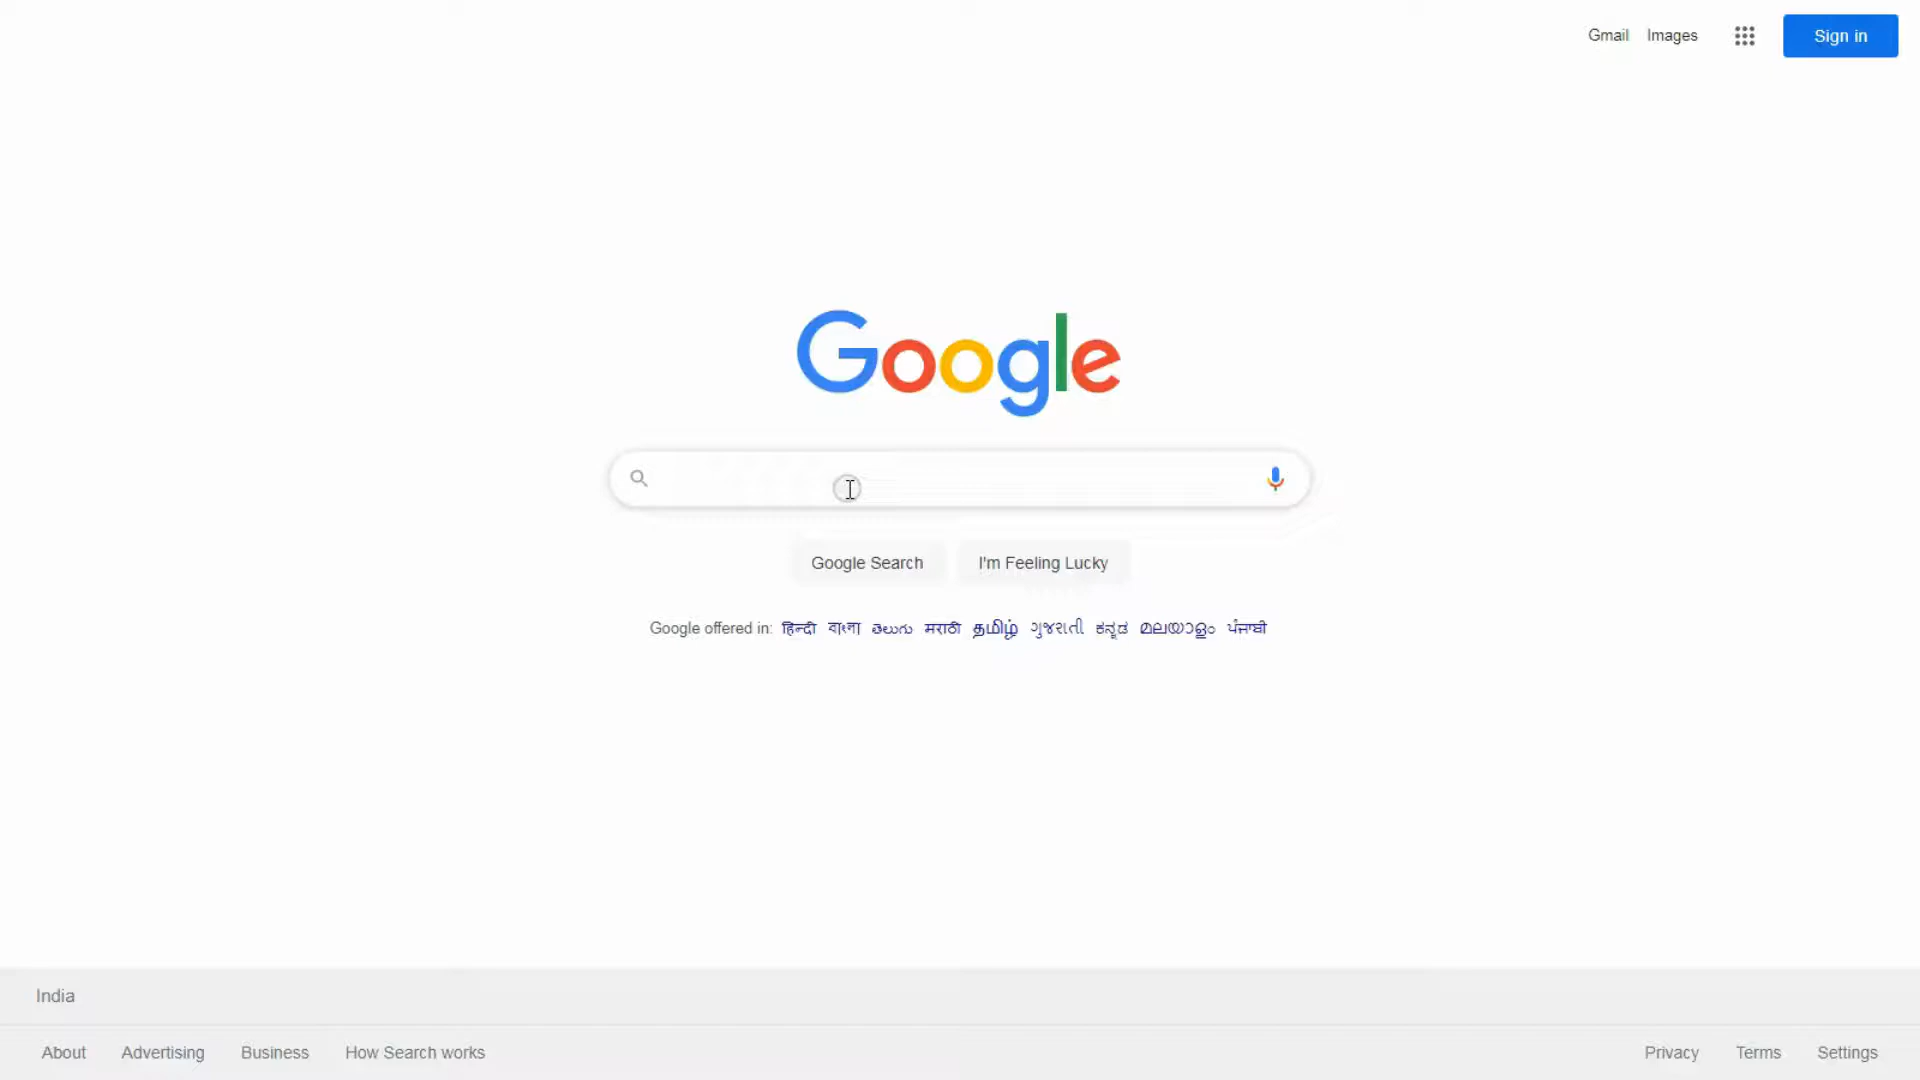 Gmail Images Sign in
Google
Google Search I'm Feeling Lucky
Google offered in: हिन्दी বাংলা తెలుగు मराठी தமிழ் ગુજરાતી ಕನ್ನಡ മലയാളം ਪੰਜਾਬੀ
India
About Advertising Business How Search works Privacy Terms Settings